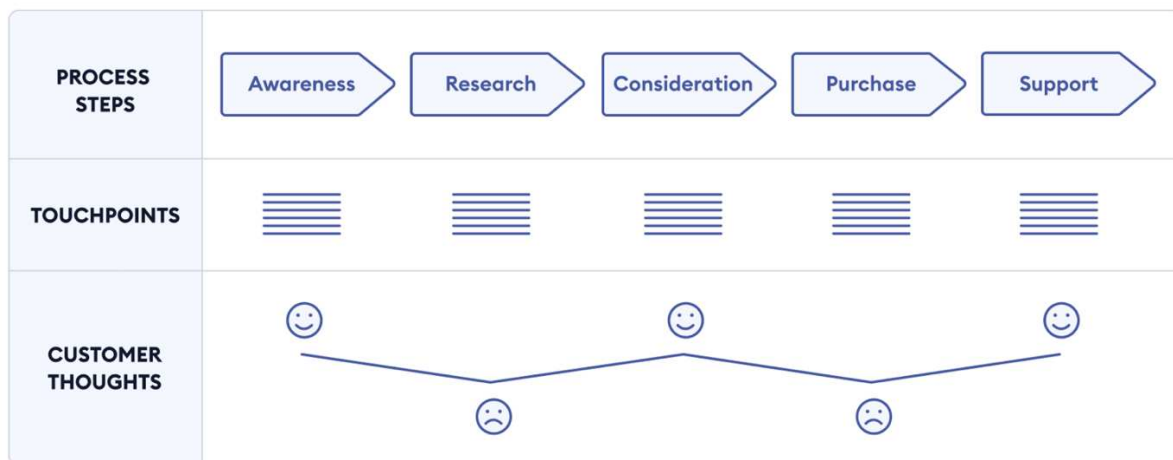 PROCESS
STEPS
Awareness
Research
Consideration
Purchase
Support
TOUCHPOINTS
CUSTOMER
THOUGHTS